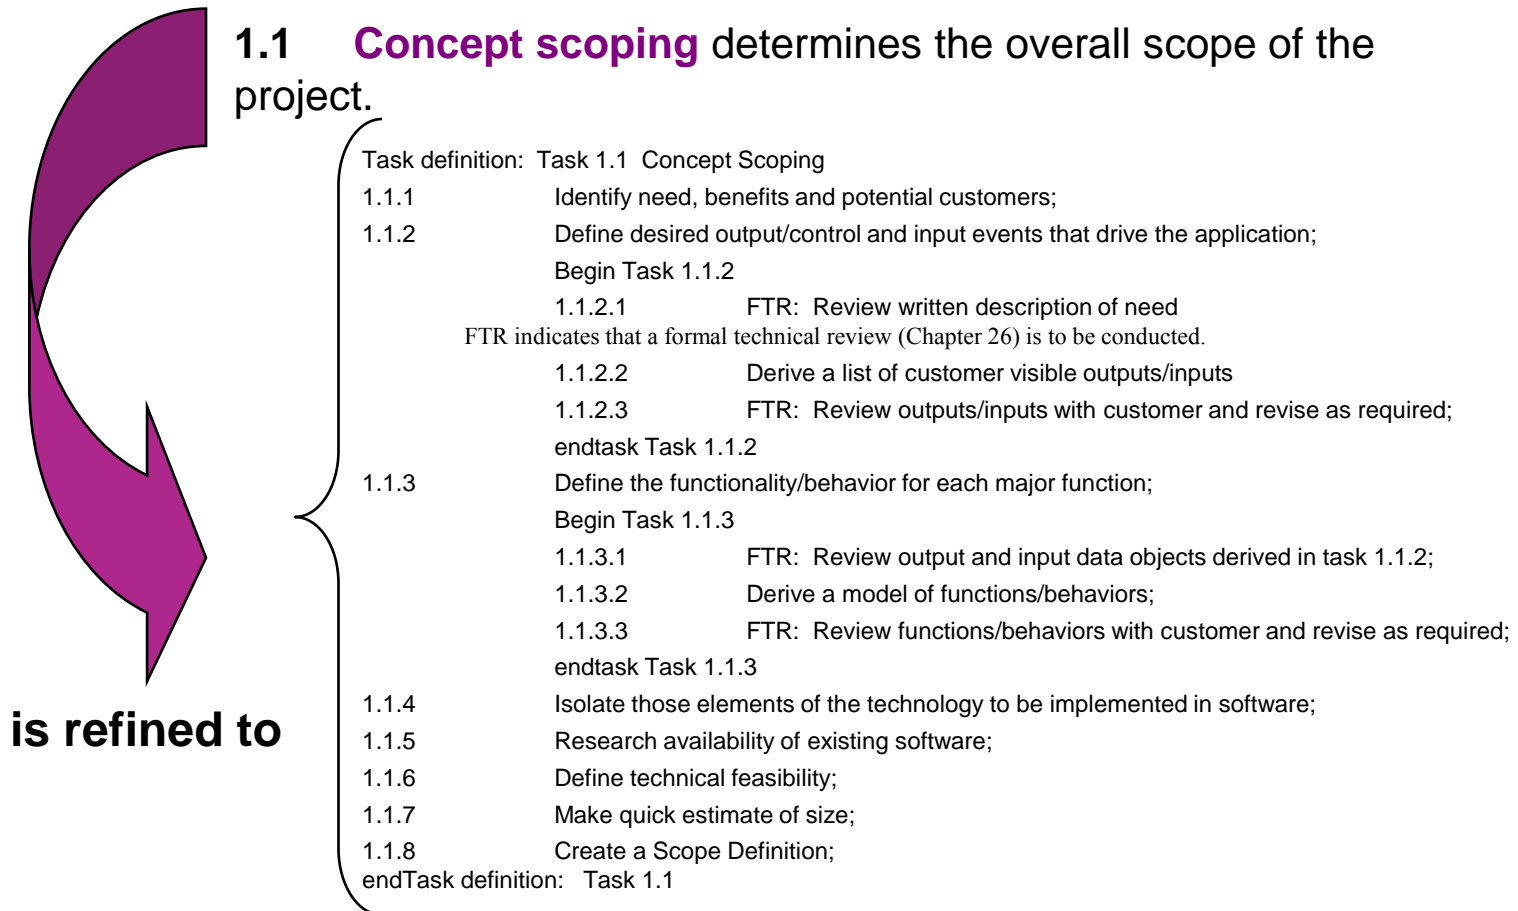 1.1 Concept scoping determines the overall scope of the
project.
Task definition: Task 1.1 Concept Scoping
1.1.1 Identify need, benefits and potential customers;
1.1.2 Define desired output/control and input events that drive the application;
Begin Task 1.1.2
1.1.2.1 FTR: Review written description of need
FTR indicates that a formal technical review (Chapter 26) is to be conducted.
1.1.2.2 Derive a list of customer visible outputs/inputs
1.1.2.3 FTR: Review outputs/inputs with customer and revise as required;
endtask Task 1.1.2
1.1.3 Define the functionality/behavior for each major function;
Begin Task 1.1.3
1.1.3.1 FTR: Review output and input data objects derived in task 1.1.2;
1.1.3.2 Derive a model of functions/behaviors;
1.1.3.3 FTR: Review functions/behaviors with customer and revise as required;
endtask Task 1.1.3
1.1.4 Isolate those elements of the technology to be implemented in software;
1.1.5 Research availability of existing software;
1.1.6 Define technical feasibility;
1.1.7 Make quick estimate of size;
1.1.8 Create a Scope Definition;
endTask definition: Task 1.1
is refined to